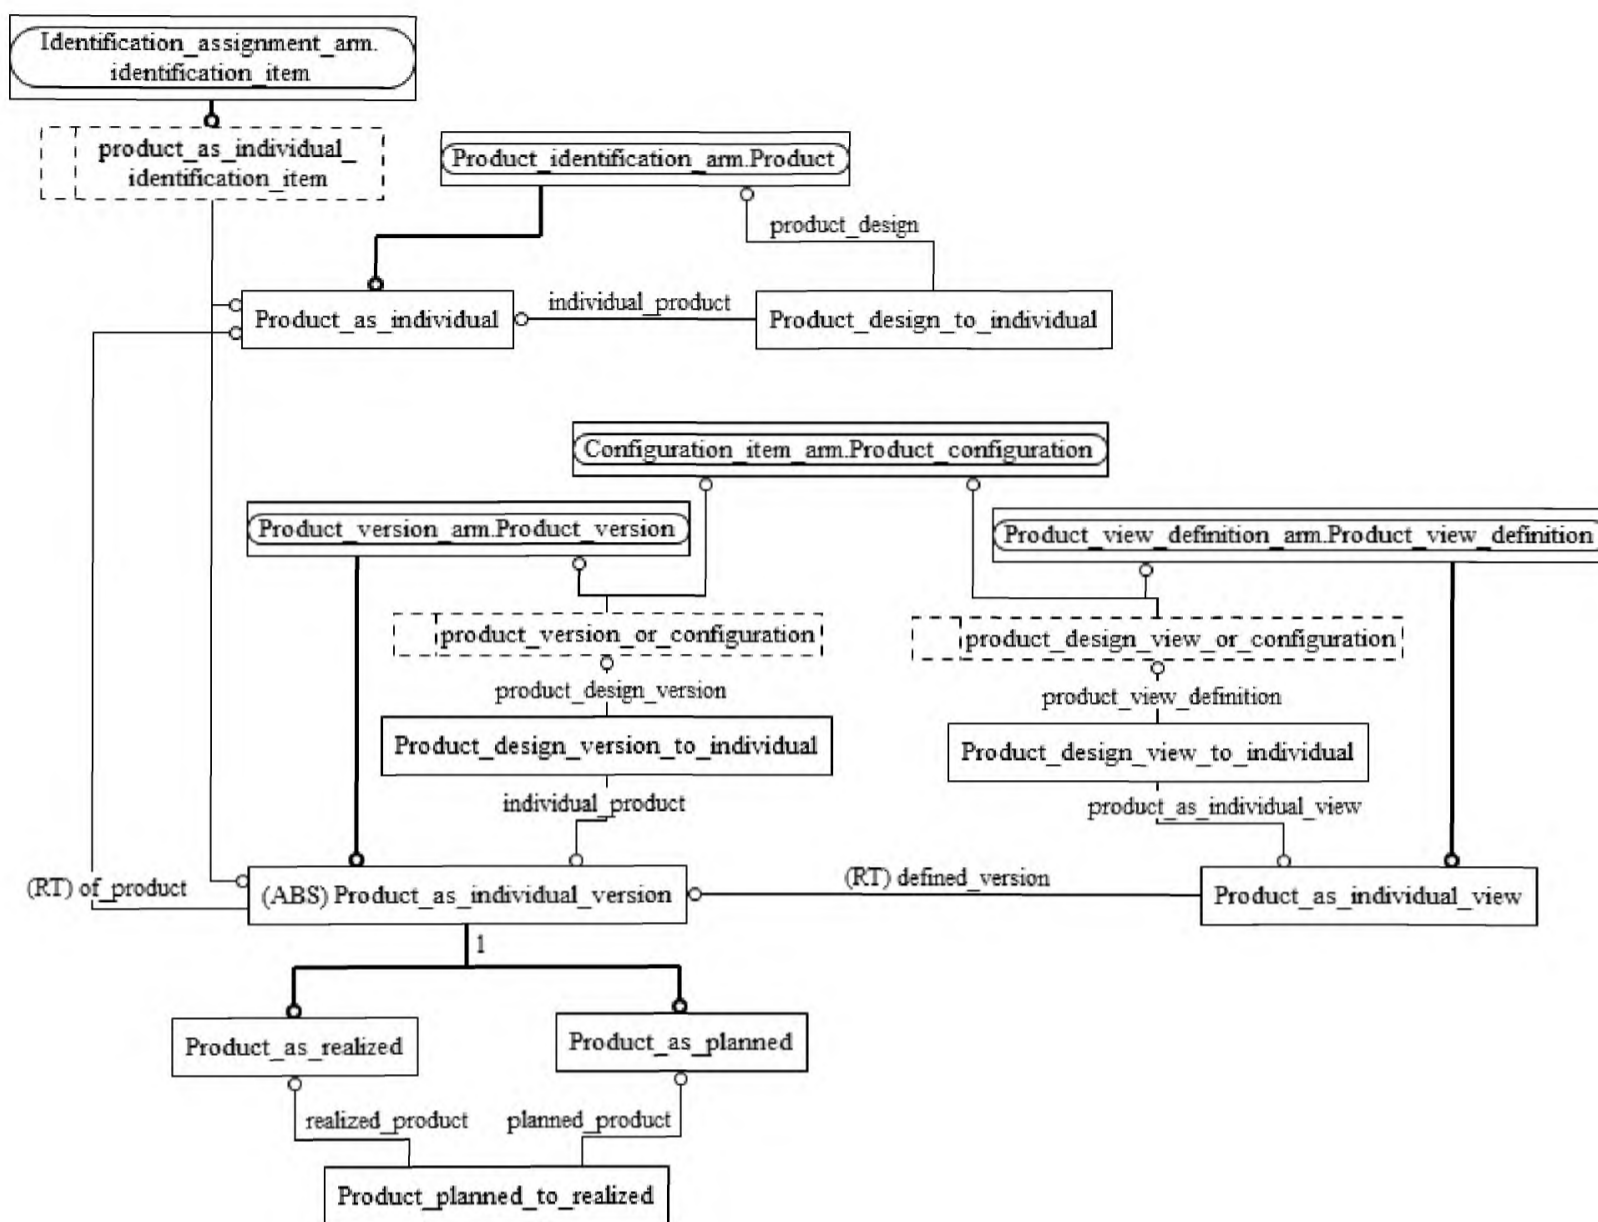 Identification_assignment_arm.
identification_item
product_as_individual_
identification_item
Product_identification_arm.Product
product_design
Product_as_individual
individual_product
Product_design_to_individual
Configuration_item_arm.Product_configuration
Product_version_arm.Product_version
Product_view_definition_arm.Product_view_definition
product_version_or_configuration
product_design_view_or_configuration
product_design_version
product_view_definition
Product_design_version_to_individual
Product_design_view_to_individual
individual_product
product_as_individual_view
(RT) of_product
(ABS) Product_as_individual_version
(RT) defined_version
Product_as_individual_view
1
Product_as_realized
Product_as_planned
realized_product
planned_product
Product_planned_to_realized